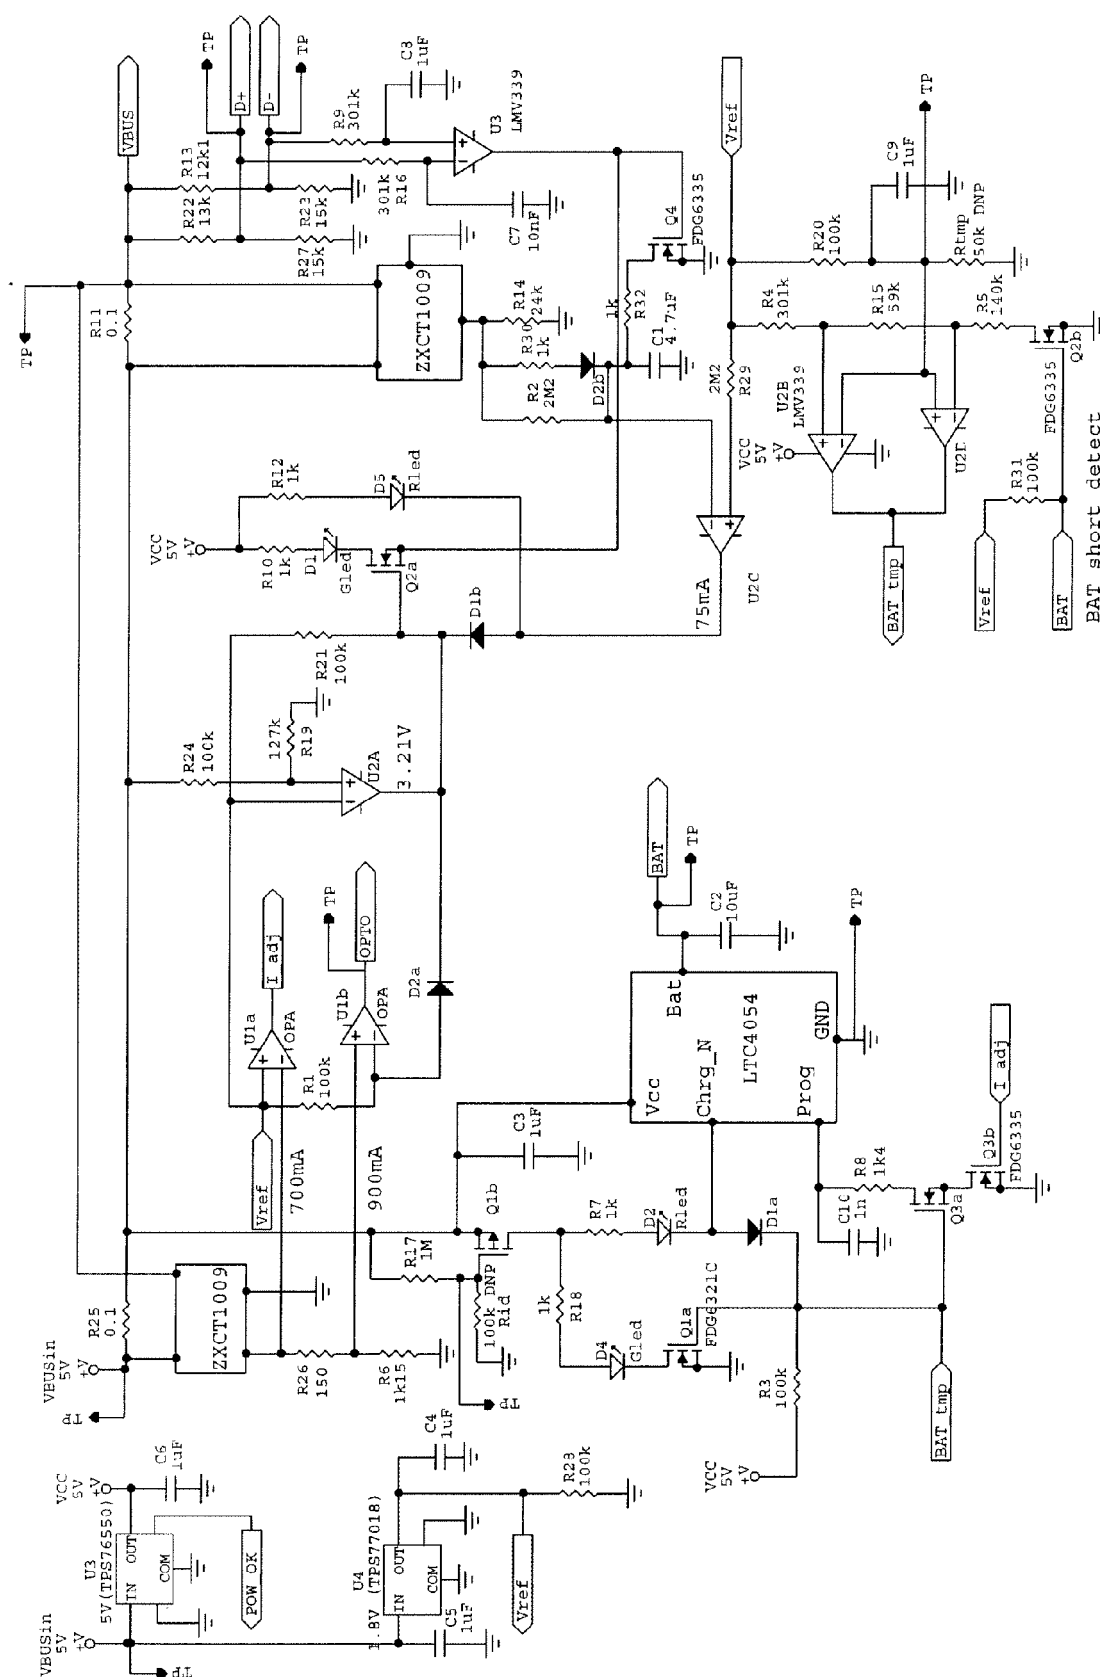 VBUSin
5V
+V
TP
U3
5V(TPS76550)
IN OUT
COM
POW OK
VCC
5V
+V
C6
1uF
U4
1.8V (TPS77018)
IN OUT
COM
C5
1uF
Vref
C4
1uF
R23
100k
VBUSin
5V
+V
TP
R25
0.1
ZXCT1009
R26
150
R6
1k15
Vref
700mA
900mA
R1
100k
U1a
OPA
I adj
U1b
OPA
OPTO
TP
D2a
R17
1M
DNP
100k
Rid
TP
Q1b
C3
1uF
R7
1k
D2
Rled
1k
R18
D4
Gled
Q1a
FDG6321C
D1a
R3
100k
VCC
5V
+V
BAT tmp
Vcc
Chrg_N
Prog
LTC4054
Bat
GND
TP
C2
10uF
BAT
TP
C10
1n
R8
1k4
Q3a
Q3b
FDG6335
I adj
R24
100k
127k
R19
U2A
3.21V
R21
100k
D1b
VCC
5V
+V
R10
1k
D1
Gled
Q2a
R12
1k
D5
Rled
75mA
U2C
TP
R11
0.1
VBUS
TP
D+
D-
TP
R22
13k
R13
12k1
R27
15k
R23
15k
R9
301k
301k
R16
C8
1uF
C7
10nF
U3
LMV339
ZXCT1009
R14
24k
R30
1k
R2
2M2
D2b
1k
R32
C1
4.7uF
Q4
FDG6335
Vref
2M2
R29
R4
301k
R20
100k
C9
1uF
TP
R15
59k
Rtmp
50k DNP
R5
140k
Q2b
FDG6335
VCC
5V
+V
U2B
LMV339
U2D
BAT tmp
Vref
R31
100k
BAT
BAT short detect